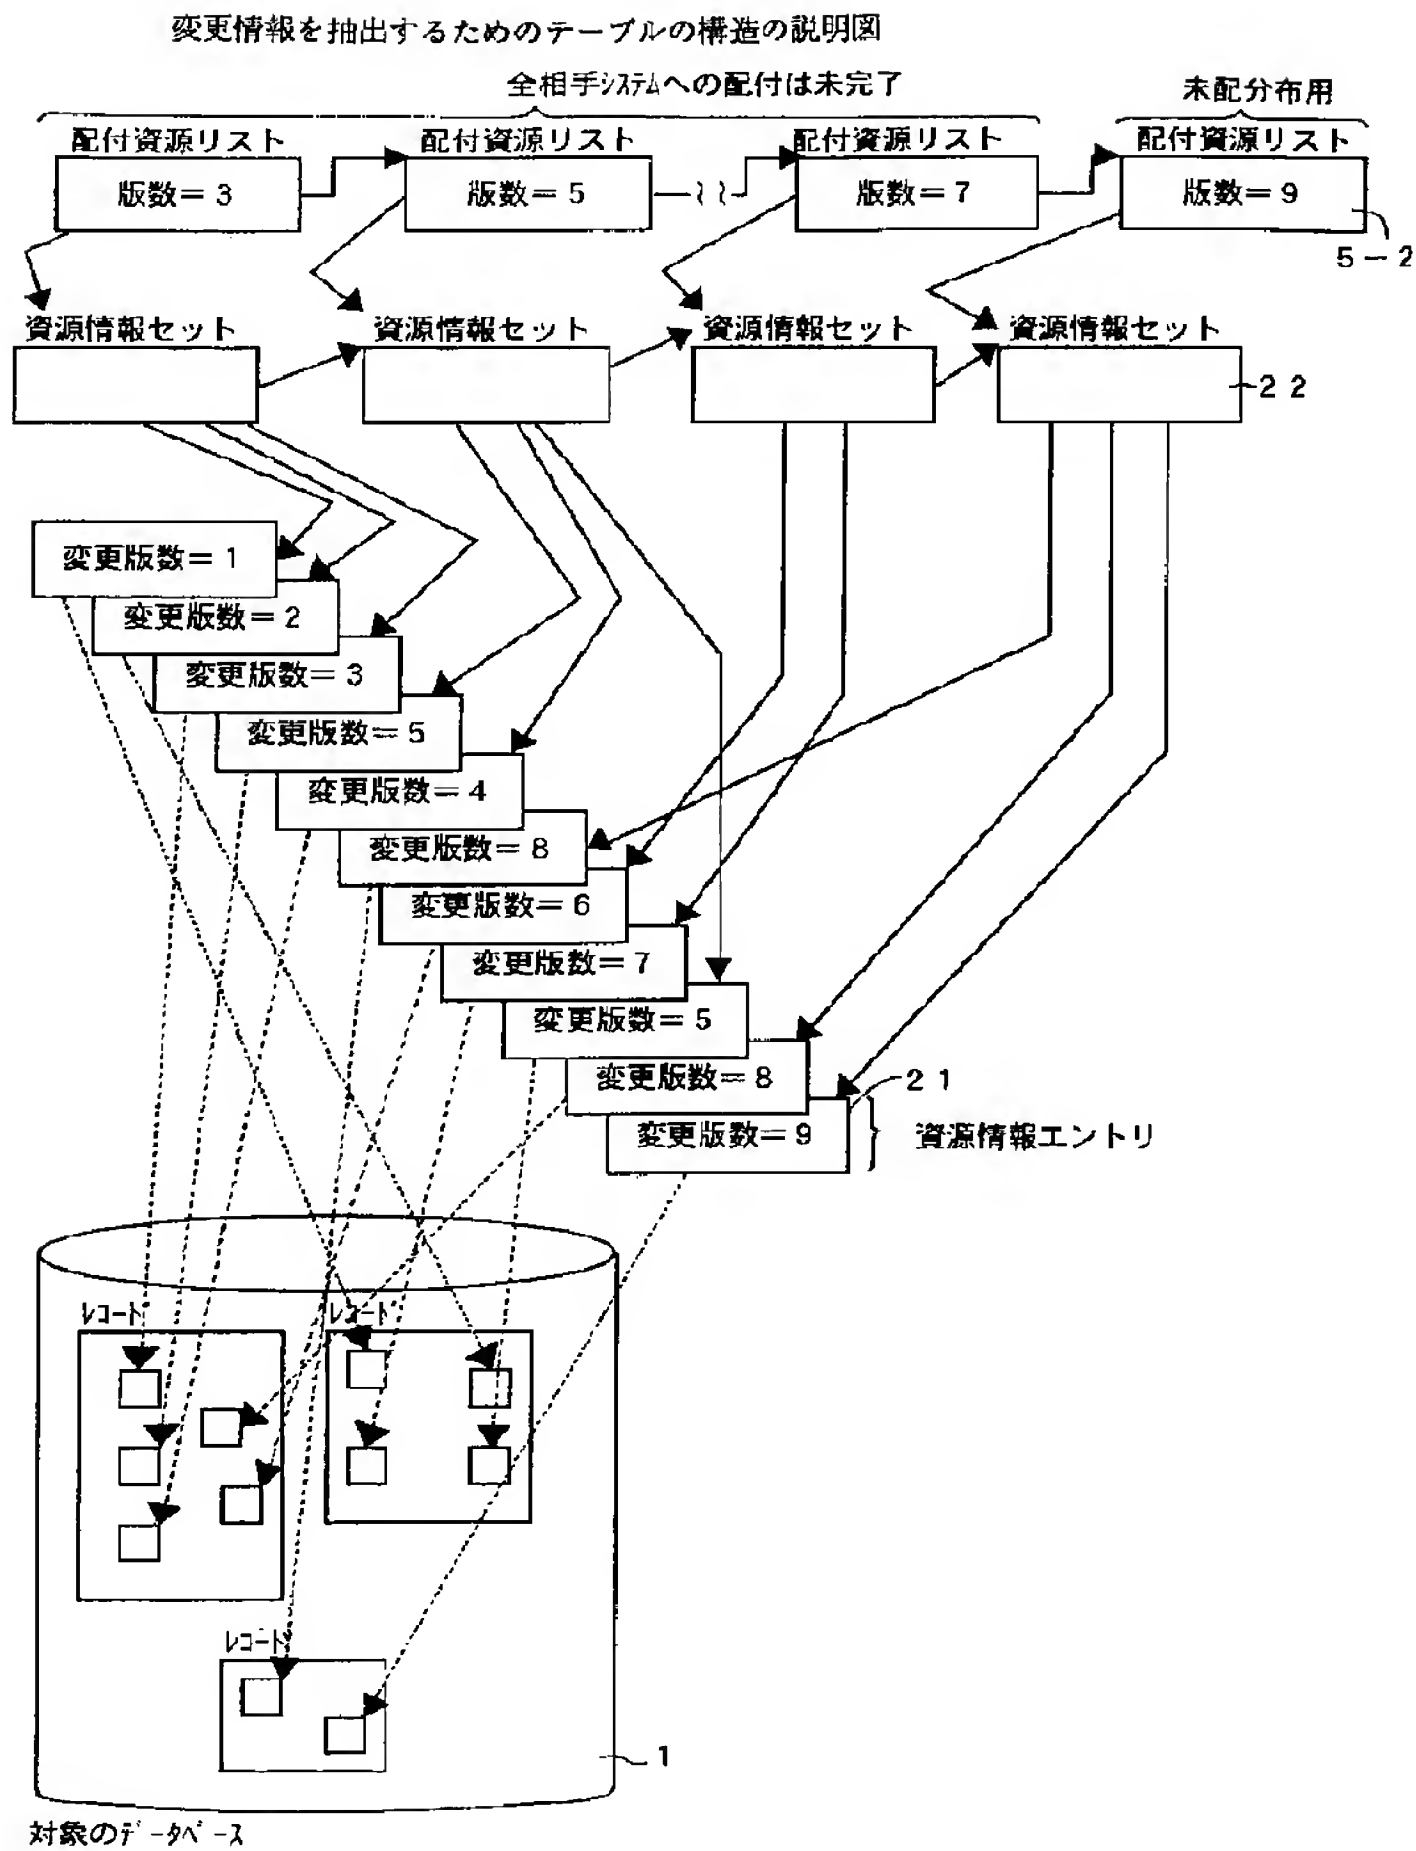 変更情報を抽出するためのテーブルの構造の説明図
全相手システムへの配付は未完了
未配分布用
配付資源リスト
配付資源リスト
配付資源リスト
配付資源リスト
版数＝３
版数＝５
版数＝７
版数＝９
５－２
資源情報セット
資源情報セット
資源情報セット
資源情報セット
２２
変更版数＝１
変更版数＝２
変更版数＝３
変更版数＝５
変更版数＝４
変更版数＝８
変更版数＝６
変更版数＝７
変更版数＝５
変更版数＝８
２１
変更版数＝９
資源情報エントリ
レコード
レコード
レコード
１
対象のデータベース